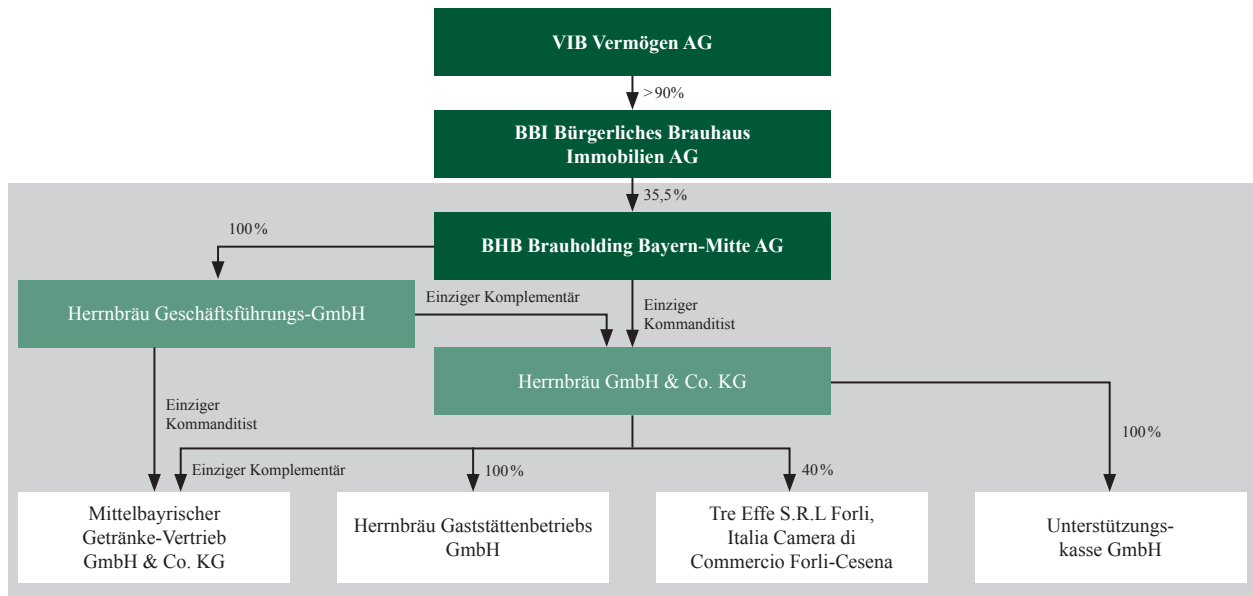 VIB Vermögen AG
>90%
BBI Bürgerliches Brauhaus
Immobilien AG
35,5%
100%
BHB Brauholding Bayern-Mitte AG
Herrnbräu Geschäftsführungs-GmbH
Einziger Komplementär
Einziger
Kommanditist
Herrnbräu GmbH & Co. KG
Einziger
Kommanditist
100%
Einziger Komplementär
100%
40%
Mittelbayrischer
Getränke-Vertrieb
GmbH & Co. KG
Herrnbräu Gaststättenbetriebs
GmbH
Tre Effe S.R.L Forli,
Italia Camera di
Commercio Forli-Cesena
Unterstützungs-
kasse GmbH